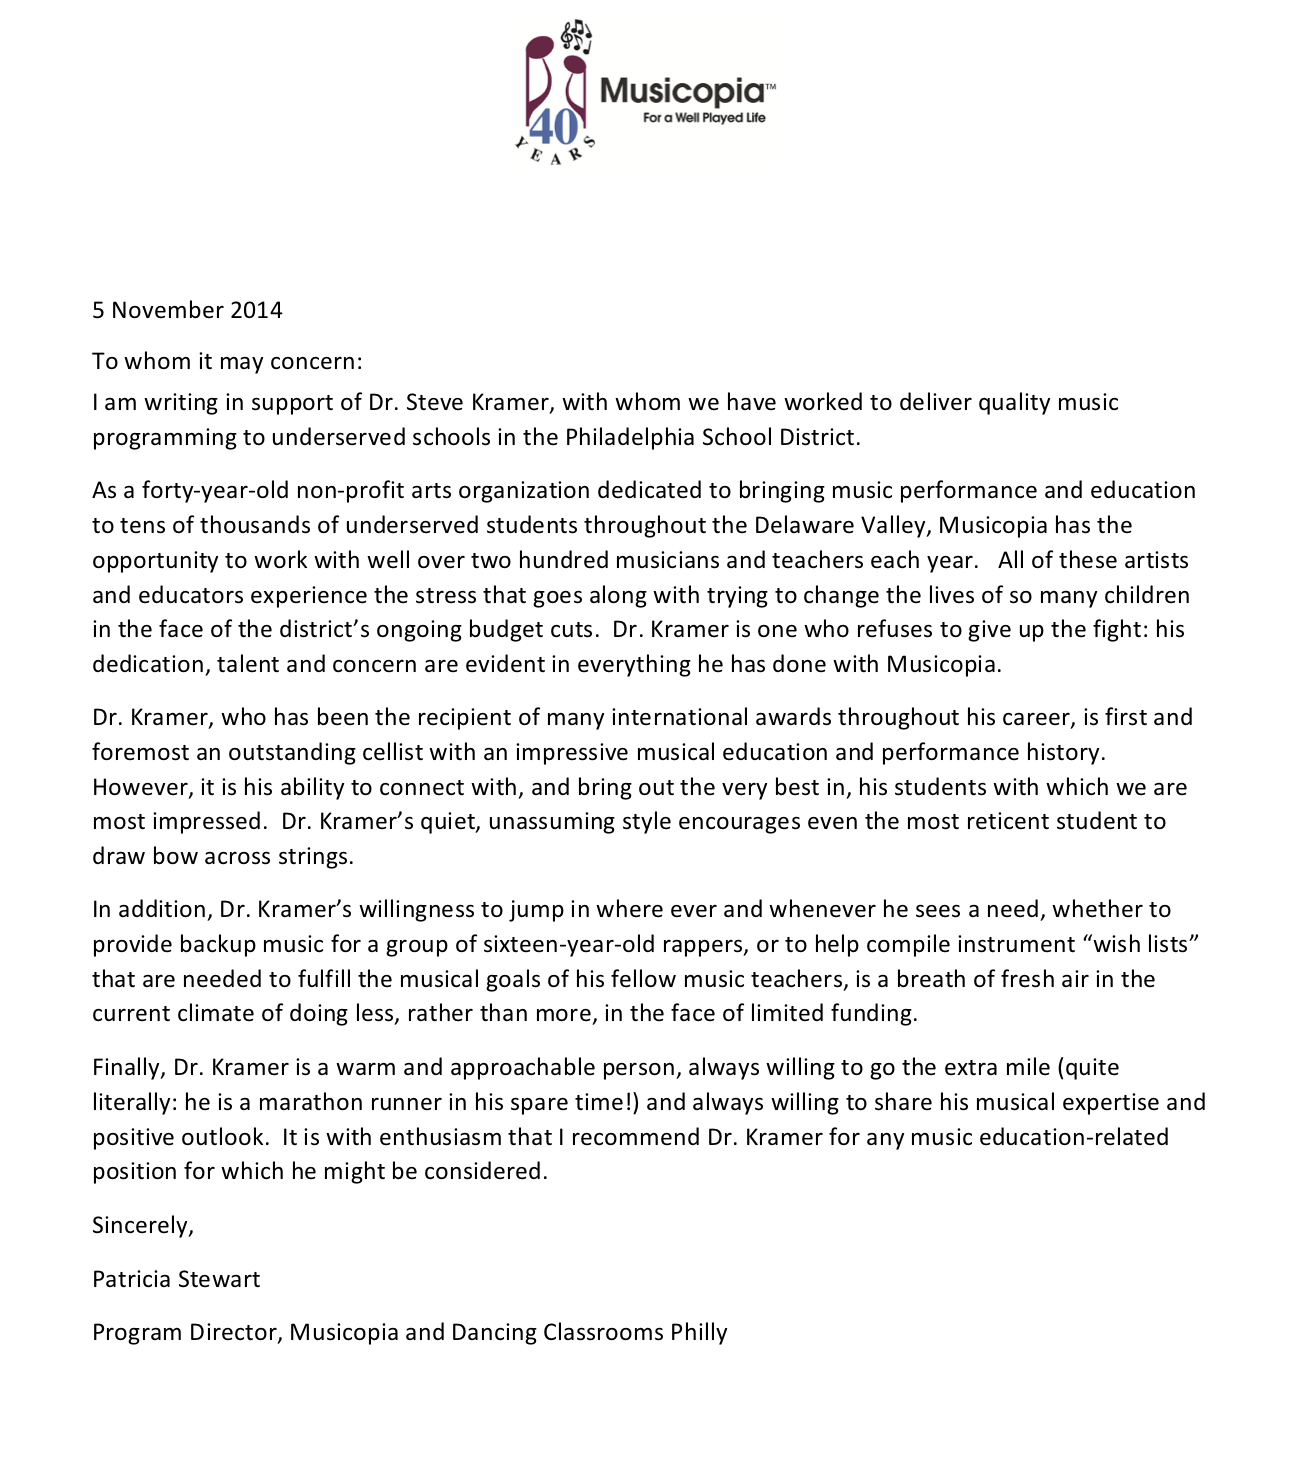 40
YEARS
Musicopia™
For a Well Played Life
5 November 2014
To whom it may concern:
I am writing in support of Dr. Steve Kramer, with whom we have worked to deliver quality music
programming to underserved schools in the Philadelphia School District.
As a forty-year-old non-profit arts organization dedicated to bringing music performance and education
to tens of thousands of underserved students throughout the Delaware Valley, Musicopia has the
opportunity to work with well over two hundred musicians and teachers each year.   All of these artists
and educators experience the stress that goes along with trying to change the lives of so many children
in the face of the district’s ongoing budget cuts.  Dr. Kramer is one who refuses to give up the fight: his
dedication, talent and concern are evident in everything he has done with Musicopia.
Dr. Kramer, who has been the recipient of many international awards throughout his career, is first and
foremost an outstanding cellist with an impressive musical education and performance history.
However, it is his ability to connect with, and bring out the very best in, his students with which we are
most impressed.  Dr. Kramer’s quiet, unassuming style encourages even the most reticent student to
draw bow across strings.
In addition, Dr. Kramer’s willingness to jump in where ever and whenever he sees a need, whether to
provide backup music for a group of sixteen-year-old rappers, or to help compile instrument “wish lists”
that are needed to fulfill the musical goals of his fellow music teachers, is a breath of fresh air in the
current climate of doing less, rather than more, in the face of limited funding.
Finally, Dr. Kramer is a warm and approachable person, always willing to go the extra mile (quite
literally: he is a marathon runner in his spare time!) and always willing to share his musical expertise and
positive outlook.  It is with enthusiasm that I recommend Dr. Kramer for any music education-related
position for which he might be considered.
Sincerely,
Patricia Stewart
Program Director, Musicopia and Dancing Classrooms Philly